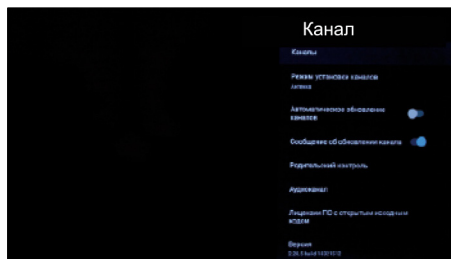 Канал
Каналы
Режим установки каналов
Антенна
Автоматическое обновление
каналов
Сообщение об обновлении канала
Родительский контроль
Аудиоканал
Лицензии ПО с открытым исходным
кодом
Версия